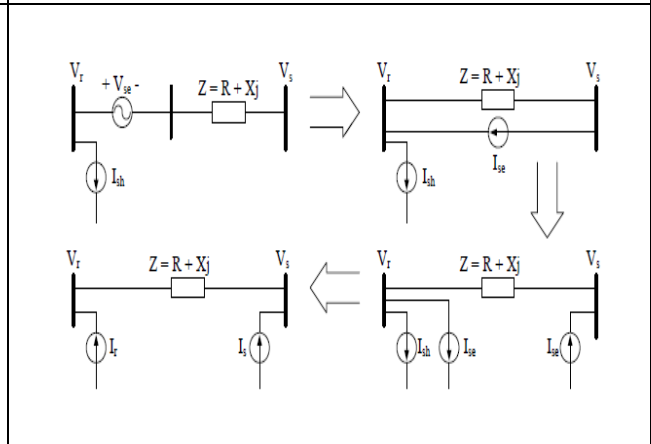 Vr
+ Vse -
Z = R + Xj
Vs
Ish
Vr
Z = R + Xj
Vs
Ise
Ish
Vr
Z = R + Xj
Vs
Ir
Is
Vr
Z = R + Xj
Vs
Ish
Ise
Ise